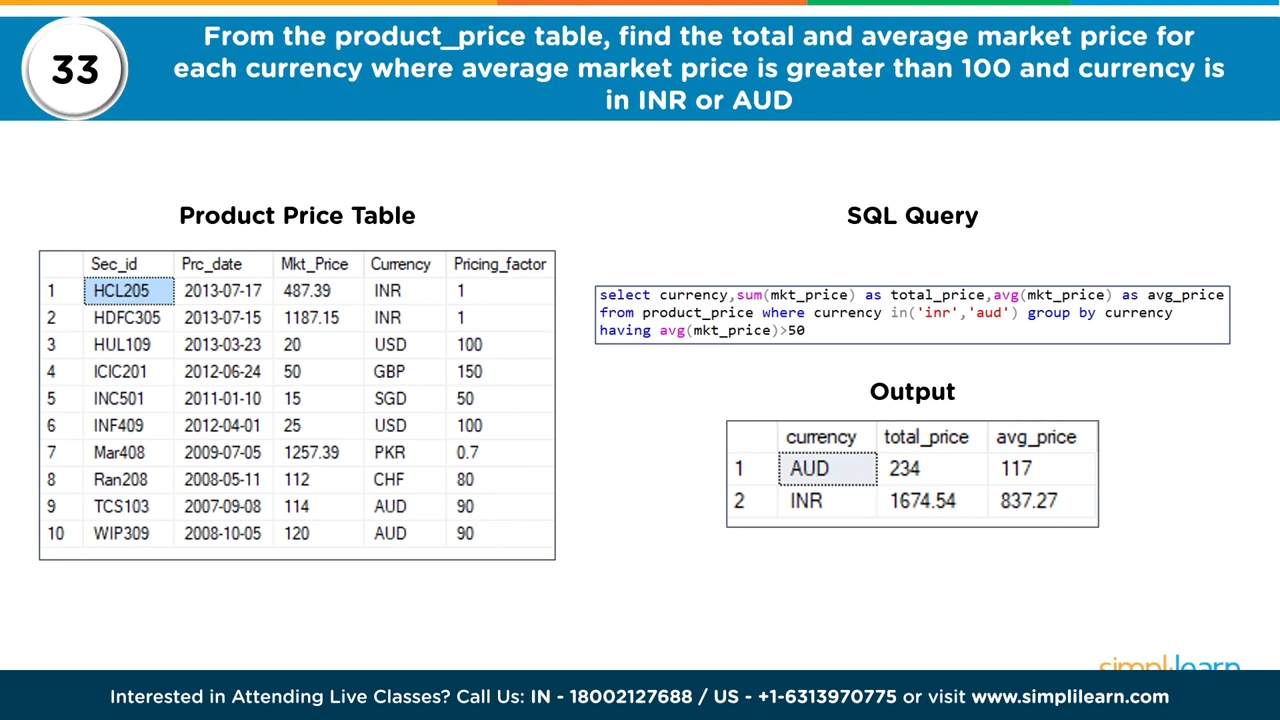 33
From the product_price table, find the total and average market price for
each currency where average market price is greater than 100 and currency is
in INR or AUD
Product Price Table
Sec_id Prc_date Mkt_Price Currency Pricing_factor
1 HCL205 2013-07-17 487.39 INR 1
2 HDFC305 2013-07-15 1187.15 INR 1
3 HUL109 2013-03-23 20 USD 100
4 ICIC201 2012-06-24 50 GBP 150
5 INC501 2011-01-10 15 SGD 50
6 INF409 2012-04-01 25 USD 100
7 Mar408 2009-07-05 1257.39 PKR 0.7
8 Ran208 2008-05-11 112 CHF 80
9 TCS103 2007-09-08 114 AUD 90
10 WIP309 2008-10-05 120 AUD 90
SQL Query
select currency,sum(mkt_price) as total_price,avg(mkt_price) as avg_price
from product_price where currency in('inr','aud') group by currency
having avg(mkt_price)>50
Output
currency total_price avg_price
1 AUD 234 117
2 INR 1674.54 837.27
simplilearn
Interested in Attending Live Classes? Call Us: IN - 18002127688 / US - +1-6313970775 or visit www.simplilearn.com